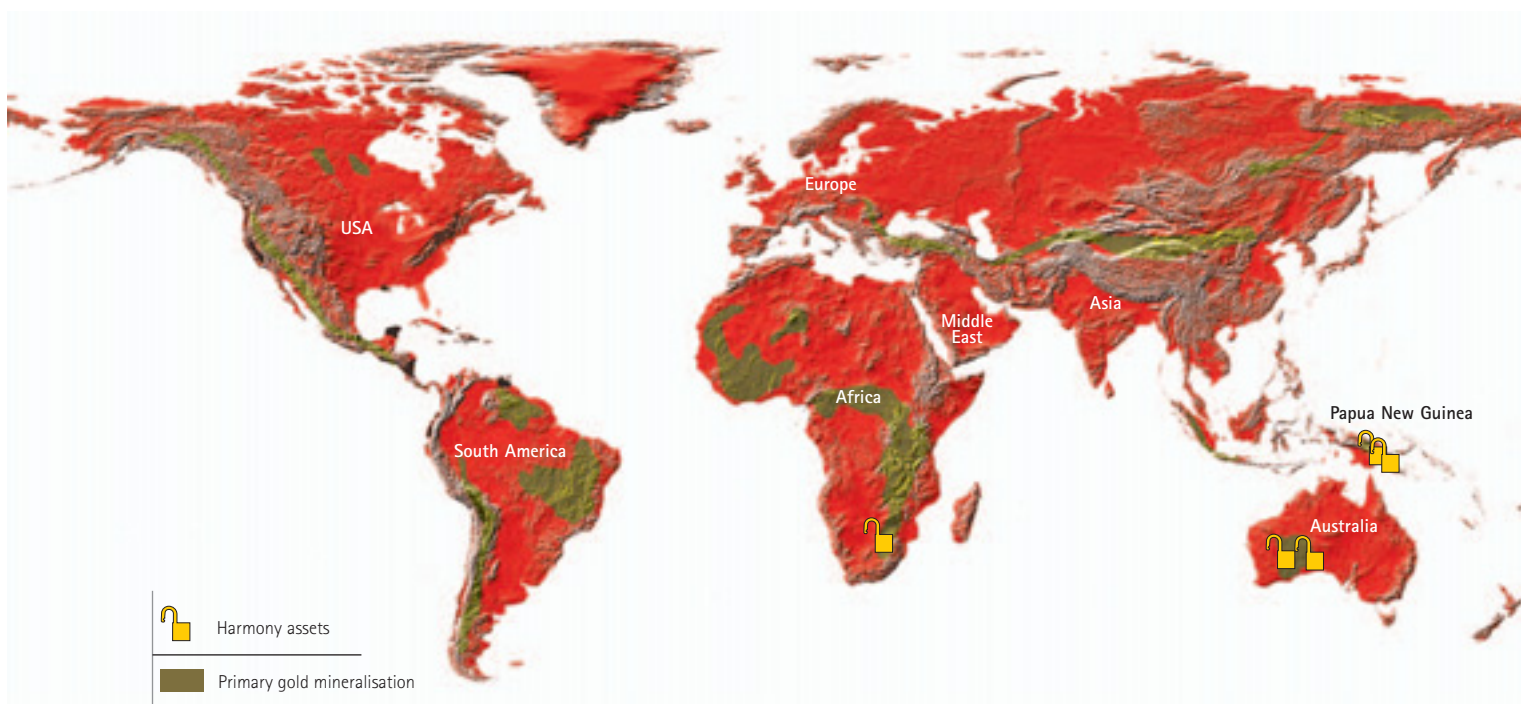 Europe
USA
Asia
Middle
East
Africa
Papua New Guinea
South America
Australia
Harmony assets
Primary gold mineralisation